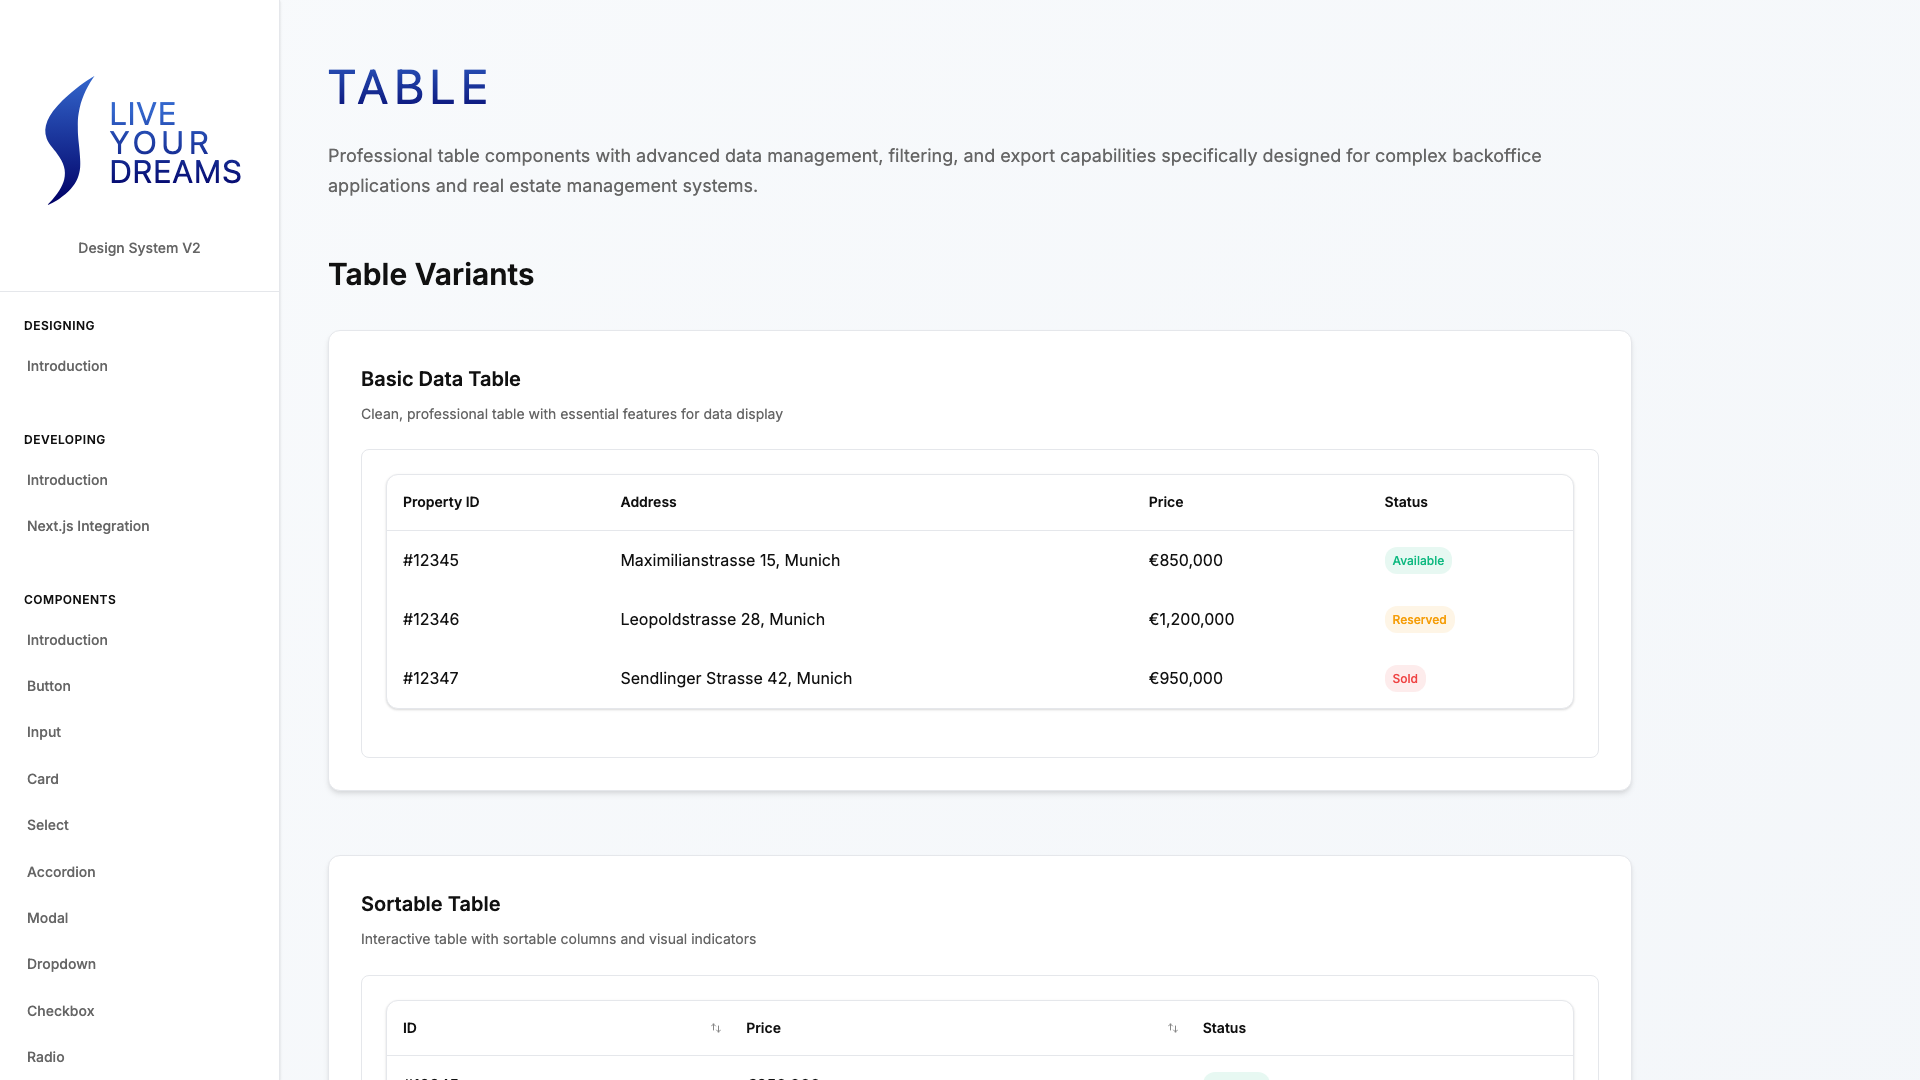 LIVE
YOUR
DREAMS
Design System V2
DESIGNING
Introduction
DEVELOPING
Introduction
Next.js Integration
COMPONENTS
Introduction
Button
Input
Card
Select
Accordion
Modal
Dropdown
Checkbox
Radio
TABLE
Professional table components with advanced data management, filtering, and export capabilities specifically designed for complex backoffice
applications and real estate management systems.
Table Variants
Basic Data Table
Clean, professional table with essential features for data display
Property ID Address Price Status
#12345 Maximilianstrasse 15, Munich €850,000 Available
#12346 Leopoldstrasse 28, Munich €1,200,000 Reserved
#12347 Sendlinger Strasse 42, Munich €950,000 Sold
Sortable Table
Interactive table with sortable columns and visual indicators
ID Price Status